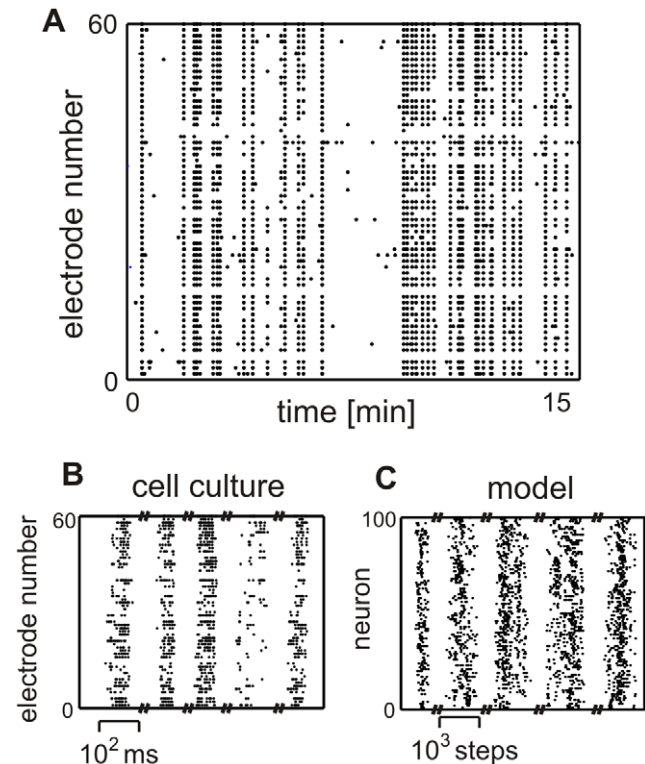 A
60
electrode number
0
0
time [min]
15
B
cell culture
60
electrode number
0
10² ms
C
model
100
neuron
0
10³ steps